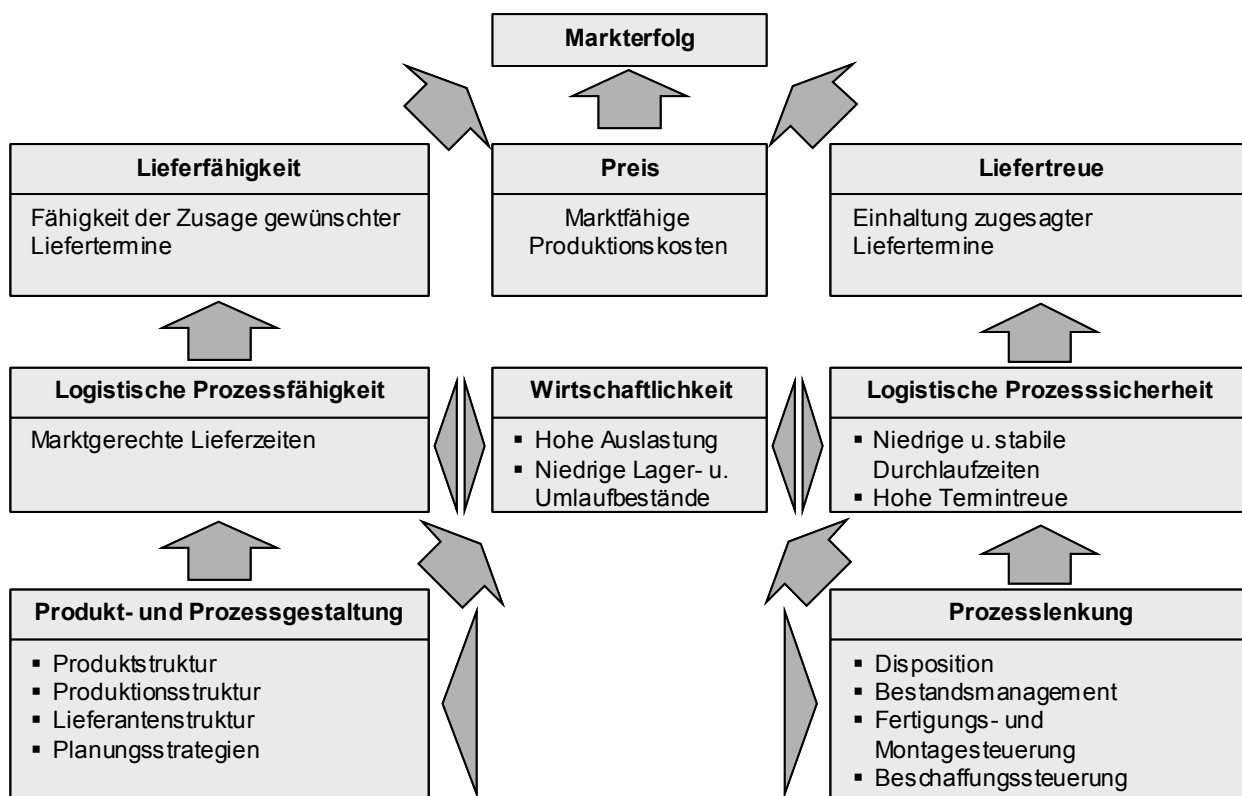 Markterfolg
Lieferfähigkeit
Fähigkeit der Zusage gewünschter
Liefertermine
Preis
Marktfähige
Produktionskosten
Liefertreue
Einhaltung zugesagter
Liefertermine
Logistische Prozessfähigkeit
Marktgerechte Lieferzeiten
Wirtschaftlichkeit
▪ Hohe Auslastung
▪ Niedrige Lager- u.
Umlaufbestände
Logistische Prozesssicherheit
▪ Niedrige u. stabile
Durchlaufzeiten
▪ Hohe Termintreue
Produkt- und Prozessgestaltung
▪ Produktstruktur
▪ Produktionsstruktur
▪ Lieferantenstruktur
▪ Planungsstrategien
Prozesslenkung
▪ Disposition
▪ Bestandsmanagement
▪ Fertigungs- und
Montagesteuerung
▪ Beschaffungssteuerung